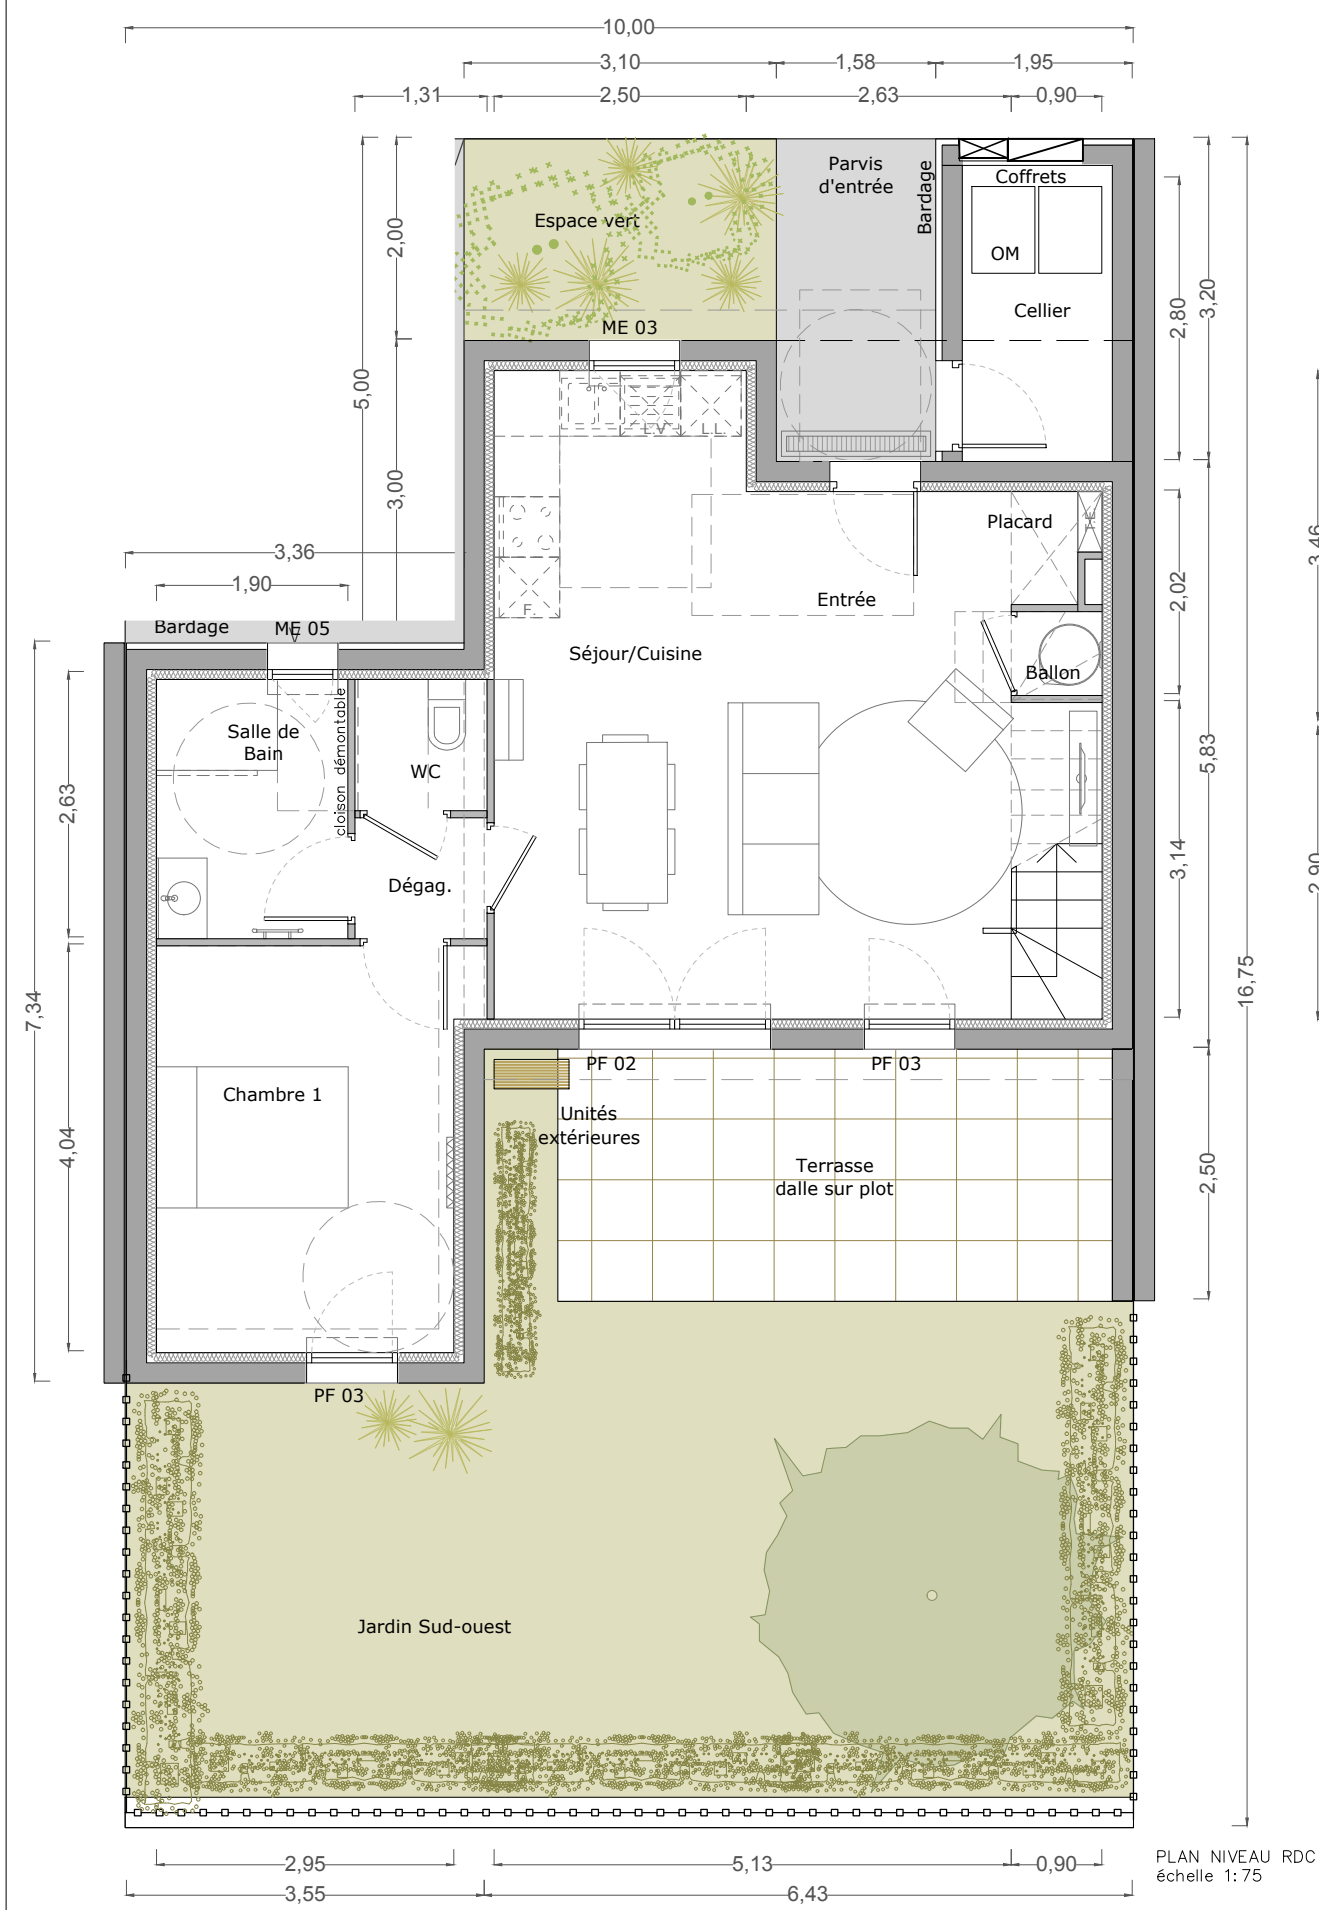 10,00
3,10
1,58
1,95
1,31
2,50
2,63
0,90
Parvis
d'entrée
Bardage
Coffrets
Espace vert
OM
Cellier
ME 03
2,00
5,00
3,00
2,80
3,20
L.V
L.L.
3,36
1,90
Placard
3,46
F.
Entrée
2,02
Bardage
ME 05
V
Séjour/Cuisine
Ballon
Salle de
Bain
cloison démontable
WC
5,83
2,63
Dégag.
3,14
2,90
7,34
16,75
PF 02
PF 03
Chambre 1
Unités
extérieures
4,04
Terrasse
dalle sur plot
2,50
PF 03
Jardin Sud-ouest
2,95
5,13
0,90
3,55
6,43
PLAN NIVEAU RDC
échelle 1:75